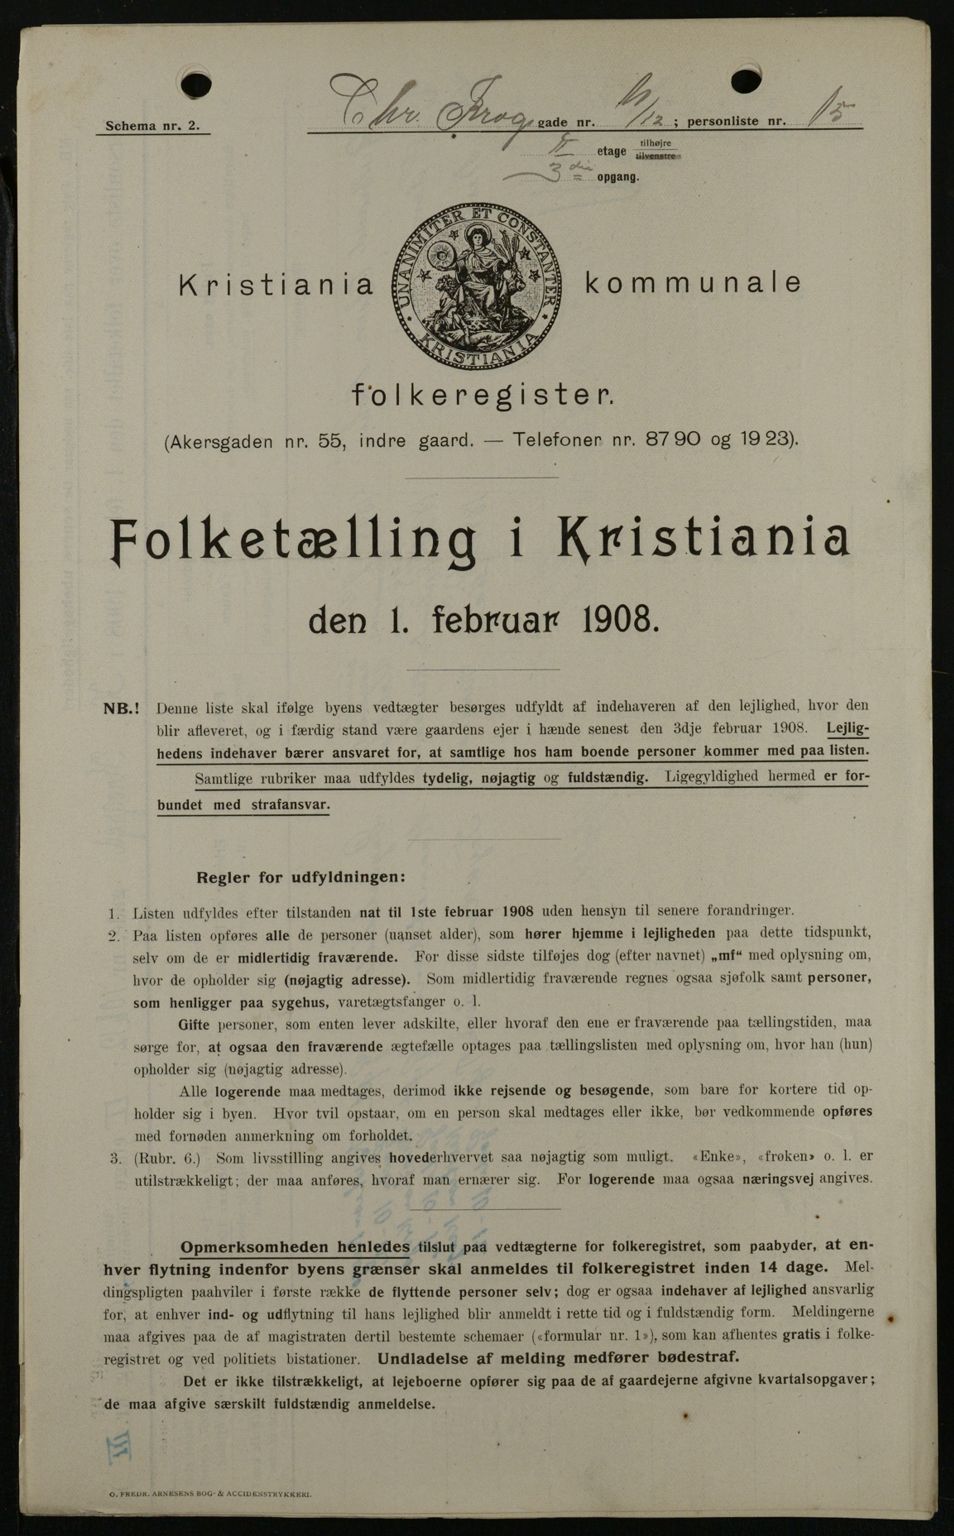 Schema nr. 2.
Chr. Krogs gade nr. 12; personliste nr. 15
II etage tilhøjre tilvenstre
3die opgang.
UNANIMITER ET CONSTANTER
KRISTIANIA
Kristiania kommunale
folkeregister.
(Akersgaden nr. 55, indre gaard. — Telefoner nr. 8790 og 1923).
Folketælling i Kristiania
den 1. februar 1908.
NB.! Denne liste skal ifølge byens vedtægter besørges udfyldt af indehaveren af den lejlighed, hvor den
blir afleveret, og i færdig stand være gaardens ejer i hænde senest den 3dje februar 1908. Lejlig-
hedens indehaver bærer ansvaret for, at samtlige hos ham boende personer kommer med paa listen.
Samtlige rubriker maa udfyldes tydelig, nøjagtig og fuldstændig. Ligegyldighed hermed er for-
bundet med strafansvar.
Regler for udfyldningen:
1. Listen udfyldes efter tilstanden nat til 1ste februar 1908 uden hensyn til senere forandringer.
2. Paa listen opføres alle de personer (uanset alder), som hører hjemme i lejligheden paa dette tidspunkt,
selv om de er midlertidig fraværende. For disse sidste tilføjes dog (efter navnet) „mf“ med oplysning om,
hvor de opholder sig (nøjagtig adresse). Som midlertidig fraværende regnes ogsaa sjøfolk samt personer,
som henligger paa sygehus, varetægtsfanger o. l.
Gifte personer, som enten lever adskilte, eller hvoraf den ene er fraværende paa tællingstiden, maa
sørge for, at ogsaa den fraværende ægtefælle optages paa tællingslisten med oplysning om, hvor han (hun)
opholder sig (nøjagtig adresse).
Alle logerende maa medtages, derimod ikke rejsende og besøgende, som bare for kortere tid op-
holder sig i byen. Hvor tvil opstaar, om en person skal medtages eller ikke, bør vedkommende opføres
med fornøden anmerkning om forholdet.
3. (Rubr. 6.) Som livsstilling angives hovederhvervet saa nøjagtig som muligt. «Enke», «frøken» o. l. er
utilstrækkeligt; der maa anføres, hvoraf man ernærer sig. For logerende maa ogsaa næringsvej angives.
Opmerksomheden henledes tilslut paa vedtægterne for folkeregistret, som paabyder, at en-
hver flytning indenfor byens grænser skal anmeldes til folkeregistret inden 14 dage. Mel-
dingspligten paahviler i første række de flyttende personer selv; dog er ogsaa indehaver af lejlighed ansvarlig
for, at enhver ind- og udflytning til hans lejlighed blir anmeldt i rette tid og i fuldstændig form. Meldingerne
maa afgives paa de af magistraten dertil bestemte schemaer («formular nr. 1»), som kan afhentes gratis i folke-
registret og ved politiets bistationer. Undladelse af melding medfører bødestraf.
Det er ikke tilstrækkeligt, at lejeboerne opfører sig paa de af gaardejerne afgivne kvartalsopgaver;
de maa afgive særskilt fuldstændig anmeldelse.
III
O. FREDR. ARNESENS BOG- & ACCIDENSTRYKKERI.